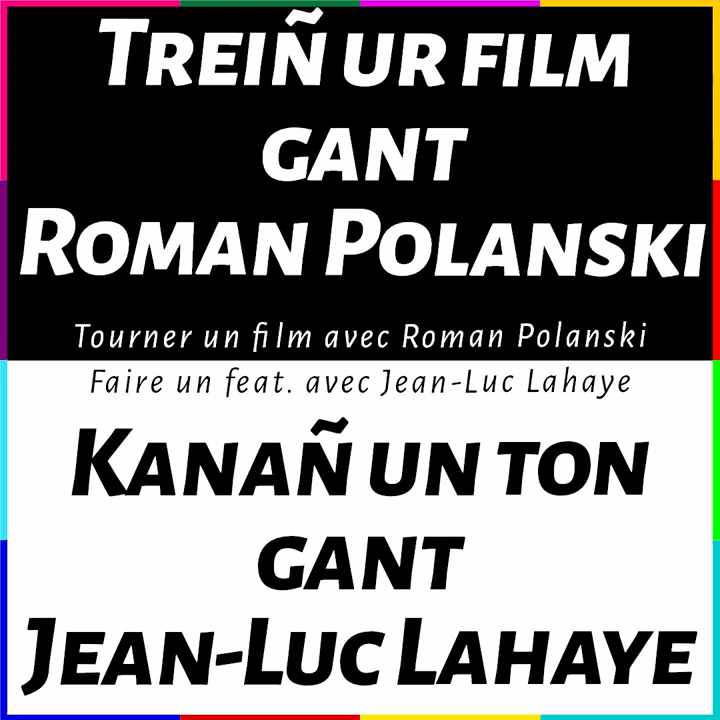 Treiñ ur film
gant
Roman Polanski
Tourner un film avec Roman Polanski
Faire un feat. avec Jean-Luc Lahaye
Kanañ un ton
gant
Jean-Luc Lahaye